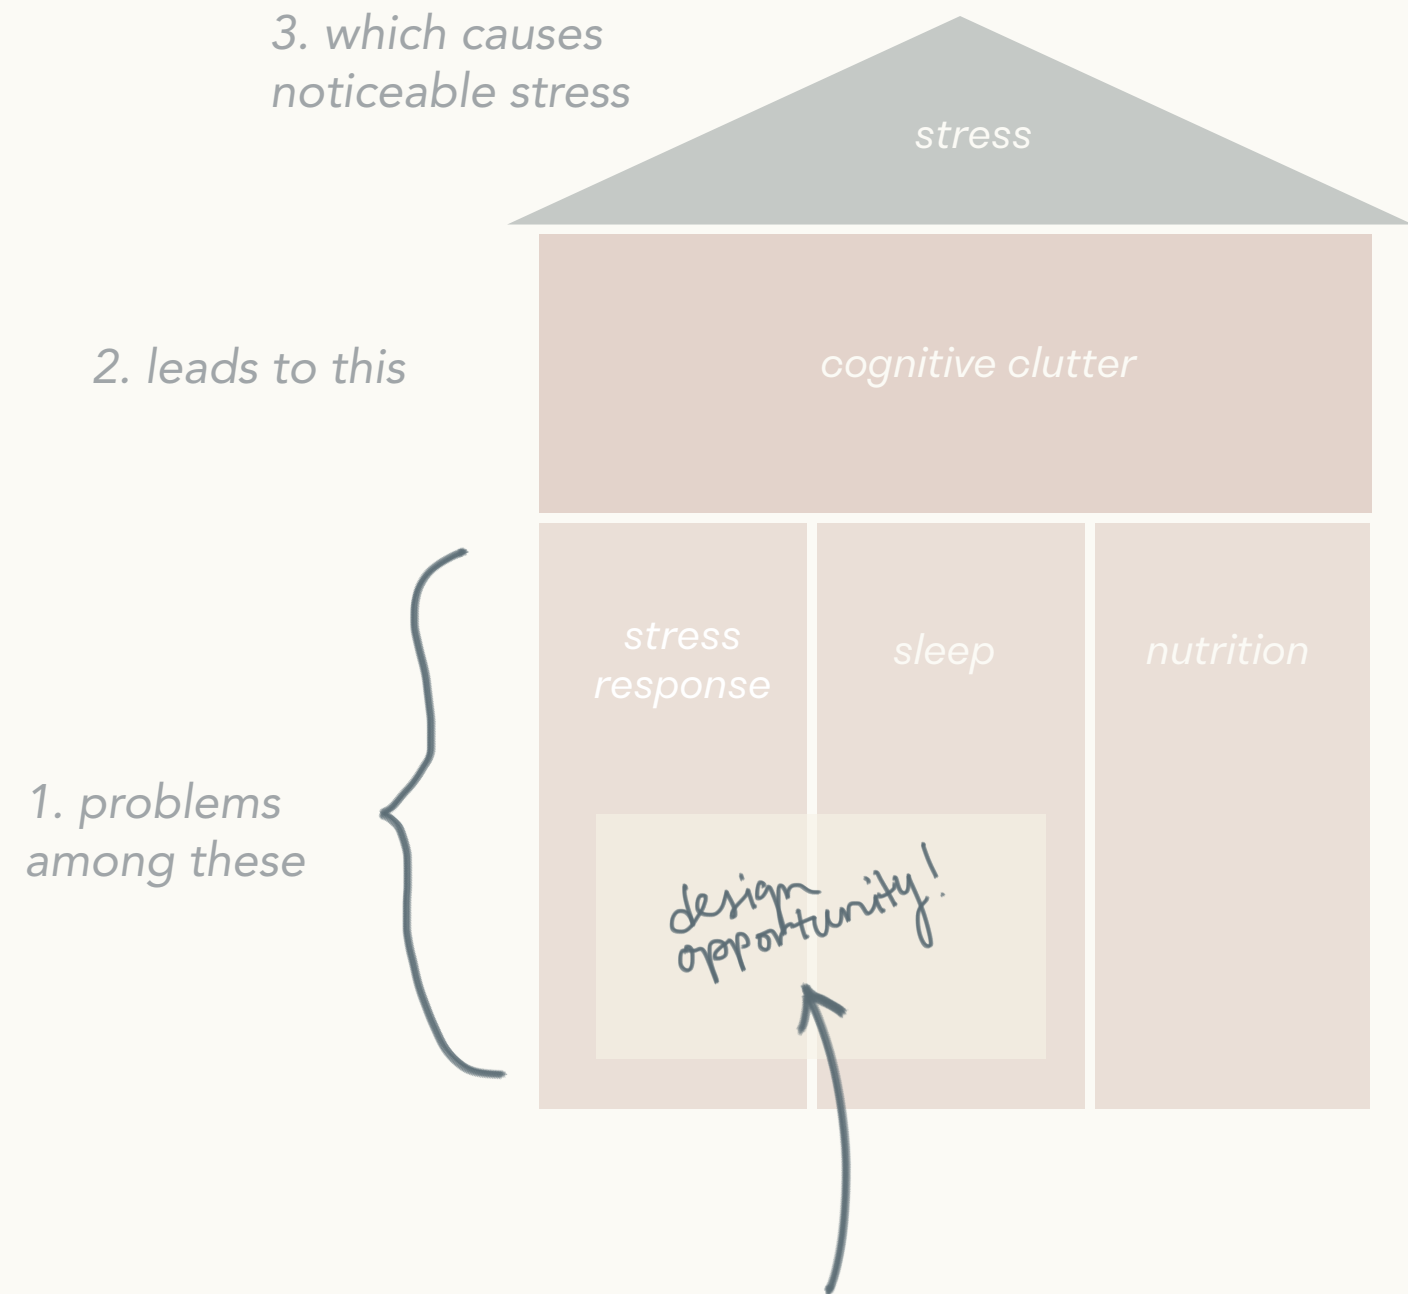 3. which causes
noticeable stress
stress
2. leads to this
cognitive clutter
stress
response
sleep
nutrition
1. problems
among these
design
opportunity!